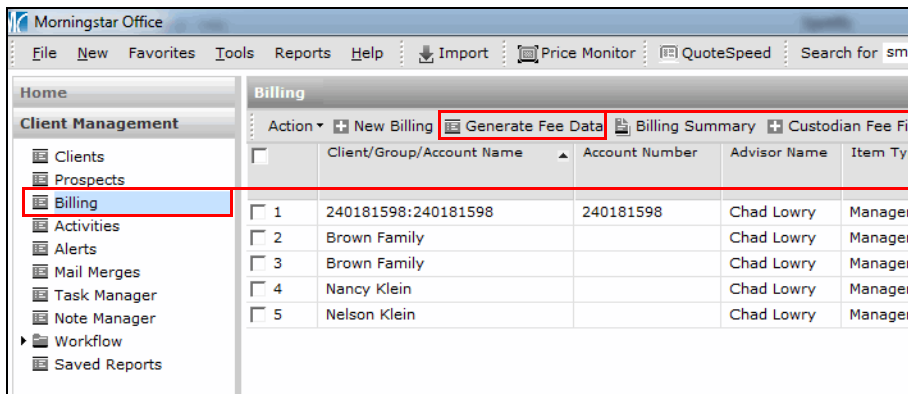 Morningstar Office
File New Favorites Tools Reports Help Import Price Monitor QuoteSpeed Search for sm
Home
Client Management
Clients
Prospects
Billing
Activities
Alerts
Mail Merges
Task Manager
Note Manager
Workflow
Saved Reports
Billing
Action New Billing Generate Fee Data Billing Summary Custodian Fee Fi
Client/Group/Account Name Account Number Advisor Name Item Ty
1 240181598:240181598 240181598 Chad Lowry Manager
2 Brown Family Chad Lowry Manager
3 Brown Family Chad Lowry Manager
4 Nancy Klein Chad Lowry Manager
5 Nelson Klein Chad Lowry Manager